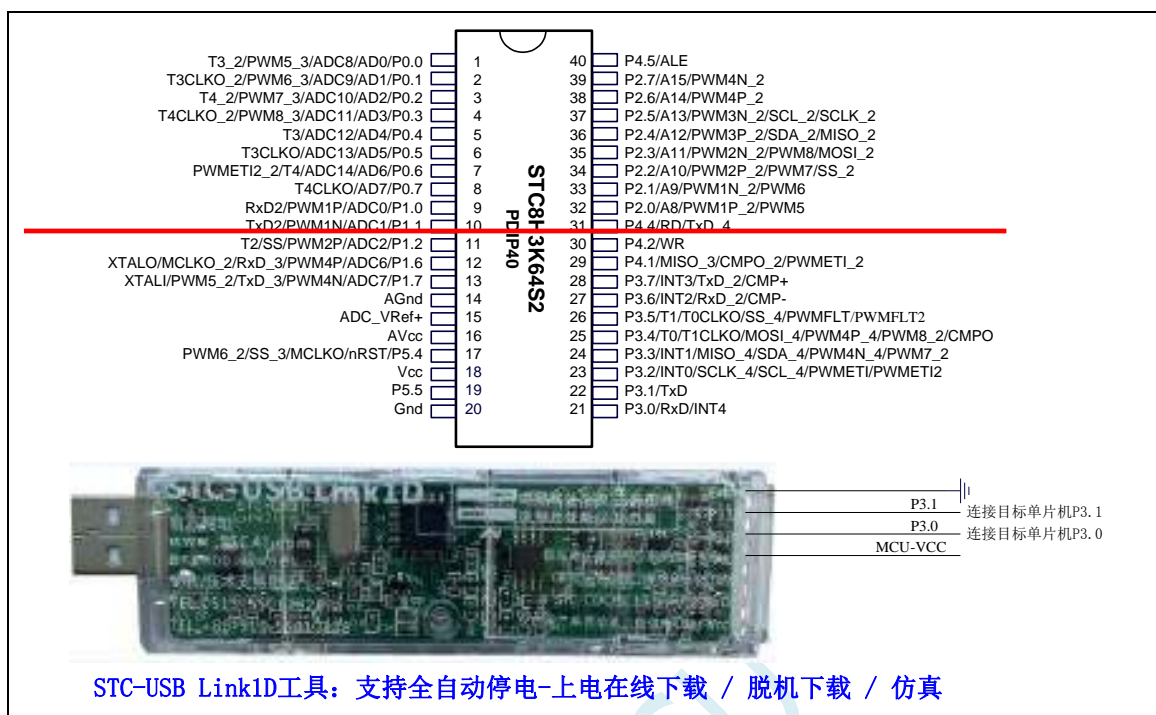 T3_2/PWM5_3/ADC8/AD0/P0.0 1
T3CLKO_2/PWM6_3/ADC9/AD1/P0.1 2
T4_2/PWM7_3/ADC10/AD2/P0.2 3
T4CLKO_2/PWM8_3/ADC11/AD3/P0.3 4
T3/ADC12/AD4/P0.4 5
T3CLKO/ADC13/AD5/P0.5 6
PWMETI2_2/T4/ADC14/AD6/P0.6 7
T4CLKO/AD7/P0.7 8
RxD2/PWM1P/ADC0/P1.0 9
TxD2/PWM1N/ADC1/P1.1 10
T2/SS/PWM2P/ADC2/P1.2 11
XTALO/MCLKO_2/RxD_3/PWM4P/ADC6/P1.6 12
XTALI/PWM5_2/TxD_3/PWM4N/ADC7/P1.7 13
AGnd 14
ADC_VRef+ 15
AVcc 16
PWM6_2/SS_3/MCLKO/nRST/P5.4 17
Vcc 18
P5.5 19
Gnd 20
STC8H3K64S2
PDIP40
40 P4.5/ALE
39 P2.7/A15/PWM4N_2
38 P2.6/A14/PWM4P_2
37 P2.5/A13/PWM3N_2/SCL_2/SCLK_2
36 P2.4/A12/PWM3P_2/SDA_2/MISO_2
35 P2.3/A11/PWM2N_2/PWM8/MOSI_2
34 P2.2/A10/PWM2P_2/PWM7/SS_2
33 P2.1/A9/PWM1N_2/PWM6
32 P2.0/A8/PWM1P_2/PWM5
31 P4.4/RD/TxD_4
30 P4.2/WR
29 P4.1/MISO_3/CMPO_2/PWMETI_2
28 P3.7/INT3/TxD_2/CMP+
27 P3.6/INT2/RxD_2/CMP-
26 P3.5/T1/T0CLKO/SS_4/PWMFLT/PWMFLT2
25 P3.4/T0/T1CLKO/MOSI_4/PWM4P_4/PWM8_2/CMPO
24 P3.3/INT1/MISO_4/SDA_4/PWM4N_4/PWM7_2
23 P3.2/INT0/SCLK_4/SCL_4/PWMETI/PWMETI2
22 P3.1/TxD
21 P3.0/RxD/INT4
STC-USB Link1D
P3.1 连接目标单片机P3.1
P3.0 连接目标单片机P3.0
MCU-VCC
STC-USB Link1D工具: 支持全自动停电-上电在线下载 / 脱机下载 / 仿真